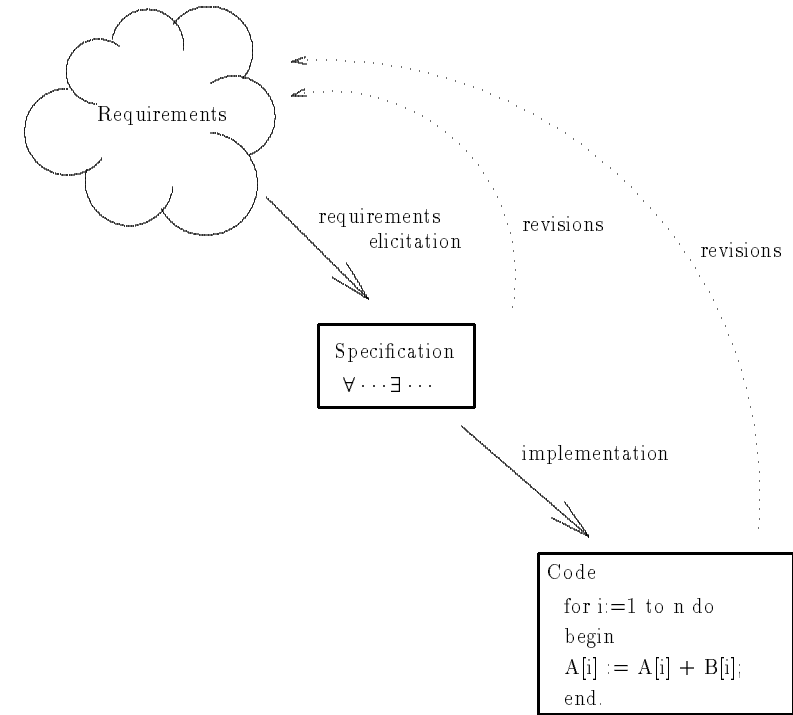 Requirements
requirements
elicitation
revisions
revisions
Specification
∀ · · · ∃ · · ·
implementation
Code
for i:=1 to n do
begin
A[i] := A[i] + B[i];
end.